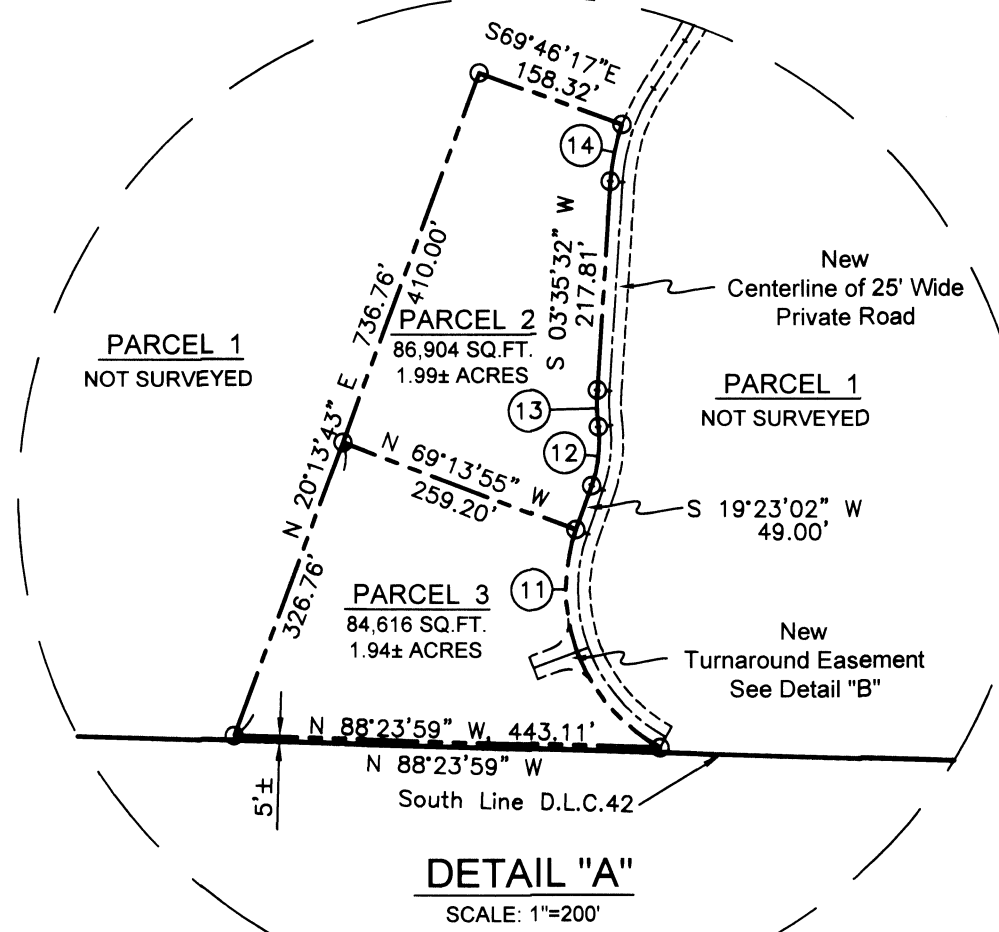 S69°46'17"E
158.32'
14
S 03°35'32" W
217.81'
736.76'
410.00'
N 20°13'43" E
326.76'
New
Centerline of 25' Wide
Private Road
PARCEL 1
NOT SURVEYED
PARCEL 2
86,904 SQ.FT.
1.99± ACRES
PARCEL 1
NOT SURVEYED
13
12
N 69°13'55" W
259.20'
S 19°23'02" W
49.00'
11
PARCEL 3
84,616 SQ.FT.
1.94± ACRES
New
Turnaround Easement
See Detail "B"
N 88°23'59" W, 443.11'
N 88°23'59" W
5'±
South Line D.L.C.42
DETAIL "A"
SCALE: 1"=200'